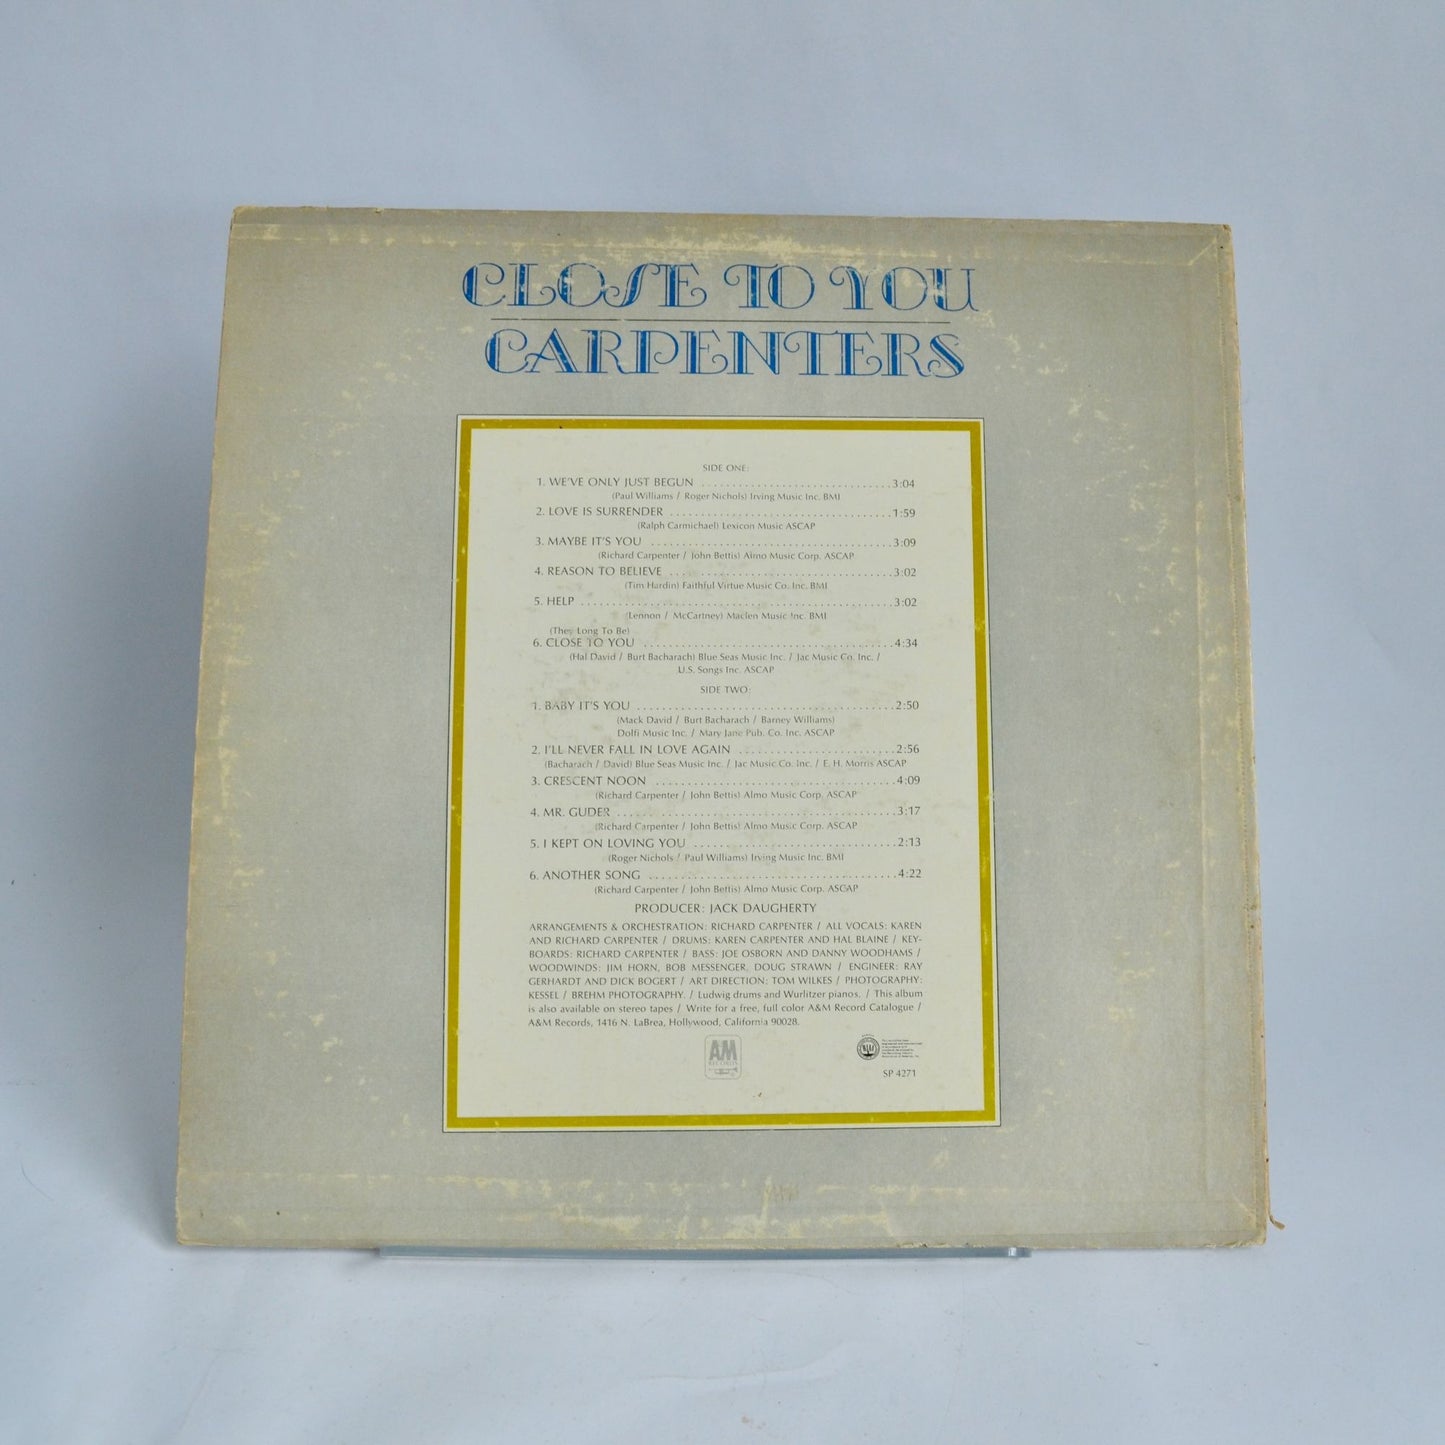 CLOSE TO YOU
CARPENTERS
SIDE ONE:
1. WE'VE ONLY JUST BEGUN ..............................3:04
(Paul Williams / Roger Nichols) Irving Music Inc. BMI
2. LOVE IS SURRENDER ...................................1:59
(Ralph Carmichael) Lexicon Music ASCAP
3. MAYBE IT'S YOU ......................................3:09
(Richard Carpenter / John Bettis) Almo Music Corp. ASCAP
4. REASON TO BELIEVE ...................................3:02
(Tim Hardin) Faithful Virtue Music Co. Inc. BMI
5. HELP .................................................3:02
(Lennon / McCartney) Maclen Music Inc. BMI
(They Long To Be)
6. CLOSE TO YOU .......................................4:34
(Hal David / Burt Bacharach) Blue Seas Music Inc. / Jac Music Co. Inc. /
U.S. Songs Inc. ASCAP
SIDE TWO:
1. BABY IT'S YOU ........................................2:50
(Mack David / Burt Bacharach / Barney Williams)
Dolfi Music Inc. / Mary Jane Pub. Co. Inc. ASCAP
2. I'LL NEVER FALL IN LOVE AGAIN .........................2:56
(Bacharach / David) Blue Seas Music Inc. / Jac Music Co. Inc. / E. H. Morris ASCAP
3. CRESCENT NOON ......................................4:09
(Richard Carpenter / John Bettis) Almo Music Corp. ASCAP
4. MR. GUDER ............................................3:17
(Richard Carpenter / John Bettis) Almo Music Corp. ASCAP
5. I KEPT ON LOVING YOU ................................2:13
(Roger Nichols / Paul Williams) Irving Music Inc. BMI
6. ANOTHER SONG .......................................4:22
(Richard Carpenter / John Bettis) Almo Music Corp. ASCAP
PRODUCER: JACK DAUGHERTY
ARRANGEMENTS & ORCHESTRATION: RICHARD CARPENTER / ALL VOCALS: KAREN
AND RICHARD CARPENTER / DRUMS: KAREN CARPENTER AND HAL BLAINE / KEY-
BOARDS: RICHARD CARPENTER / BASS: JOE OSBORN AND DANNY WOODHAMS /
WOODWINDS: JIM HORN, BOB MESSENGER, DOUG STRAWN / ENGINEER: RAY
GERHARDT AND DICK BOGERT / ART DIRECTION: TOM WILKES / PHOTOGRAPHY:
KESSEL / BREHM PHOTOGRAPHY. / Ludwig drums and Wurlitzer pianos. / This album
is also available on stereo tapes / Write for a free, full color A&M Record Catalogue /
A&M Records, 1416 N. LaBrea, Hollywood, California 90028.
AM
RECORDS
SP 4271